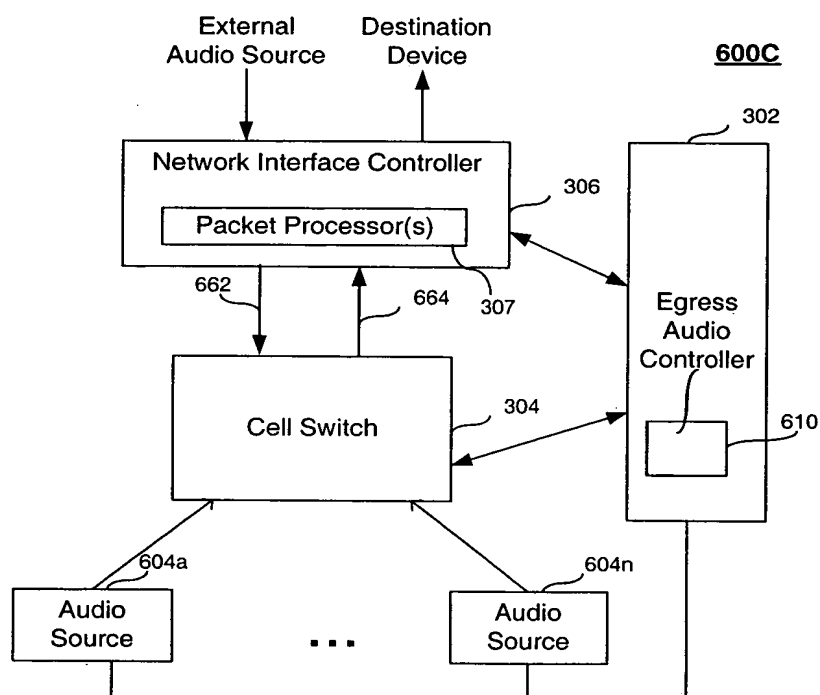 External
Audio Source
Destination
Device
600C
302
Network Interface Controller
306
Packet Processor(s)
307
662
664
Egress
Audio
Controller
610
304
Cell Switch
604a
Audio
Source
...
604n
Audio
Source